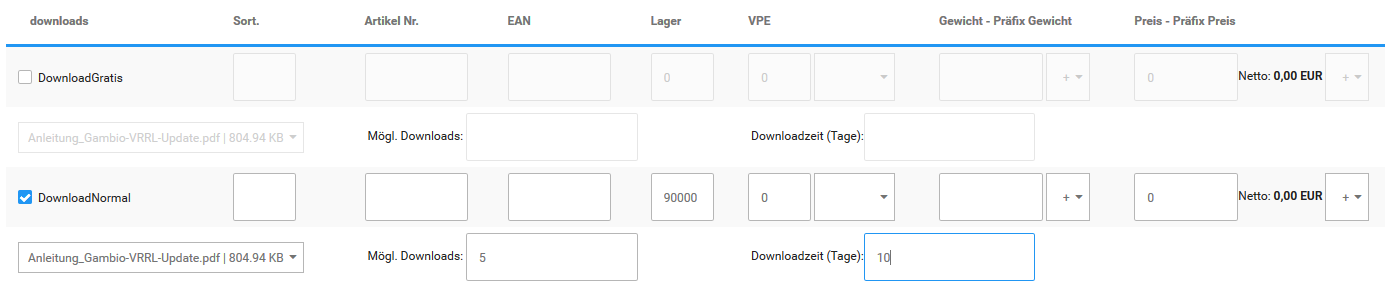 downloads Sort. Artikel Nr. EAN Lager VPE Gewicht - Präfix Gewicht Preis - Präfix Preis
DownloadGratis 0 0 + 0 Netto: 0,00 EUR +
Anleitung_Gambio-VRRL-Update.pdf | 804.94 KB Mögl. Downloads: Downloadzeit (Tage):
DownloadNormal 90000 0 + 0 Netto: 0,00 EUR +
Anleitung_Gambio-VRRL-Update.pdf | 804.94 KB Mögl. Downloads: 5 Downloadzeit (Tage): 10